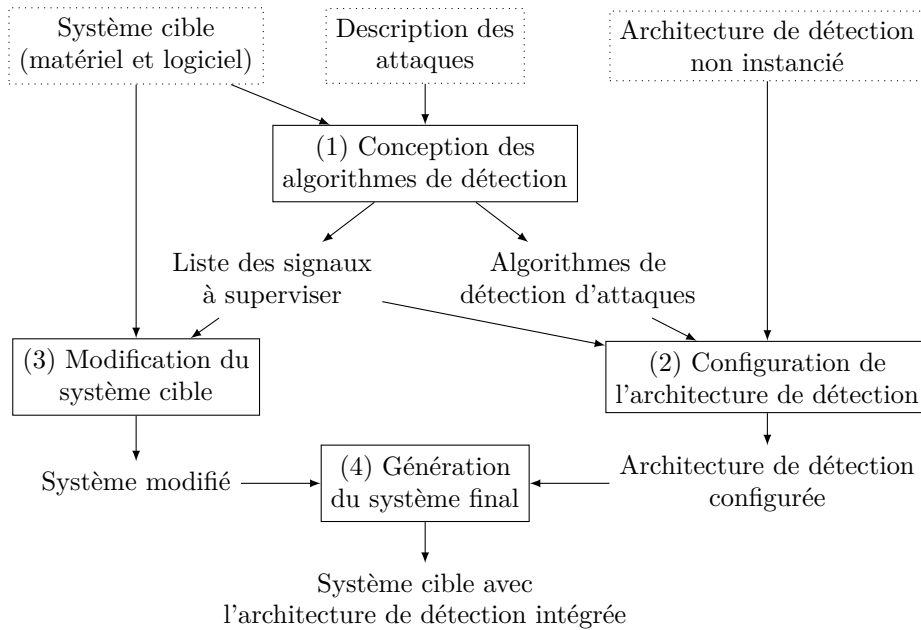 Système cible
(matériel et logiciel)
Description des
attaques
Architecture de détection
non instancié
(1) Conception des
algorithmes de détection
Liste des signaux
à superviser
Algorithmes de
détection d'attaques
(3) Modification du
système cible
(2) Configuration de
l'architecture de détection
Système modifié
(4) Génération
du système final
Architecture de détection
configurée
Système cible avec
l'architecture de détection intégrée